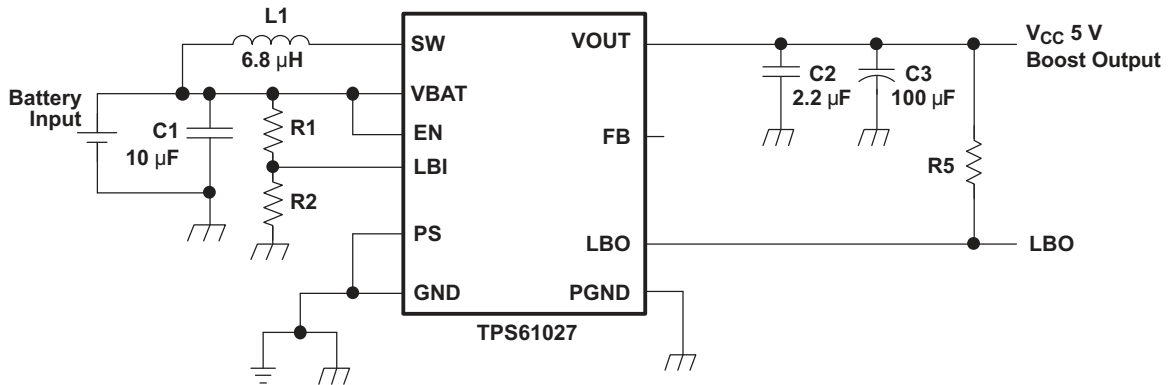 L1
6.8 µH
SW
VOUT
V_CC 5 V
Boost Output
C2
2.2 µF
C3
100 µF
Battery
Input
VBAT
C1
10 µF
R1
EN
FB
LBI
R5
R2
PS
LBO
LBO
GND
PGND
TPS61027